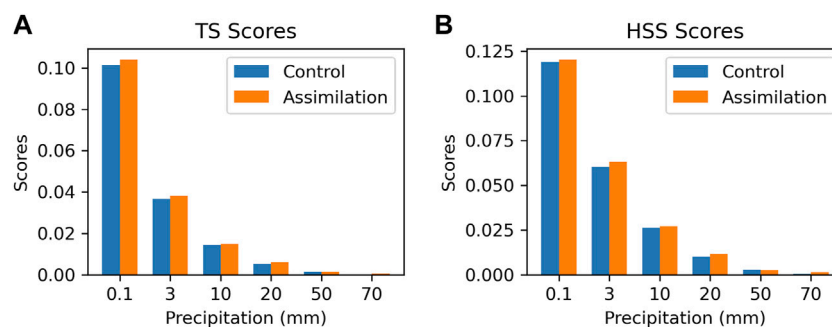 A
TS Scores
Control
Assimilation
Scores
0.10
0.08
0.06
0.04
0.02
0.00
0.1 3 10 20 50 70
Precipitation (mm)
B
HSS Scores
Control
Assimilation
Scores
0.125
0.100
0.075
0.050
0.025
0.000
0.1 3 10 20 50 70
Precipitation (mm)